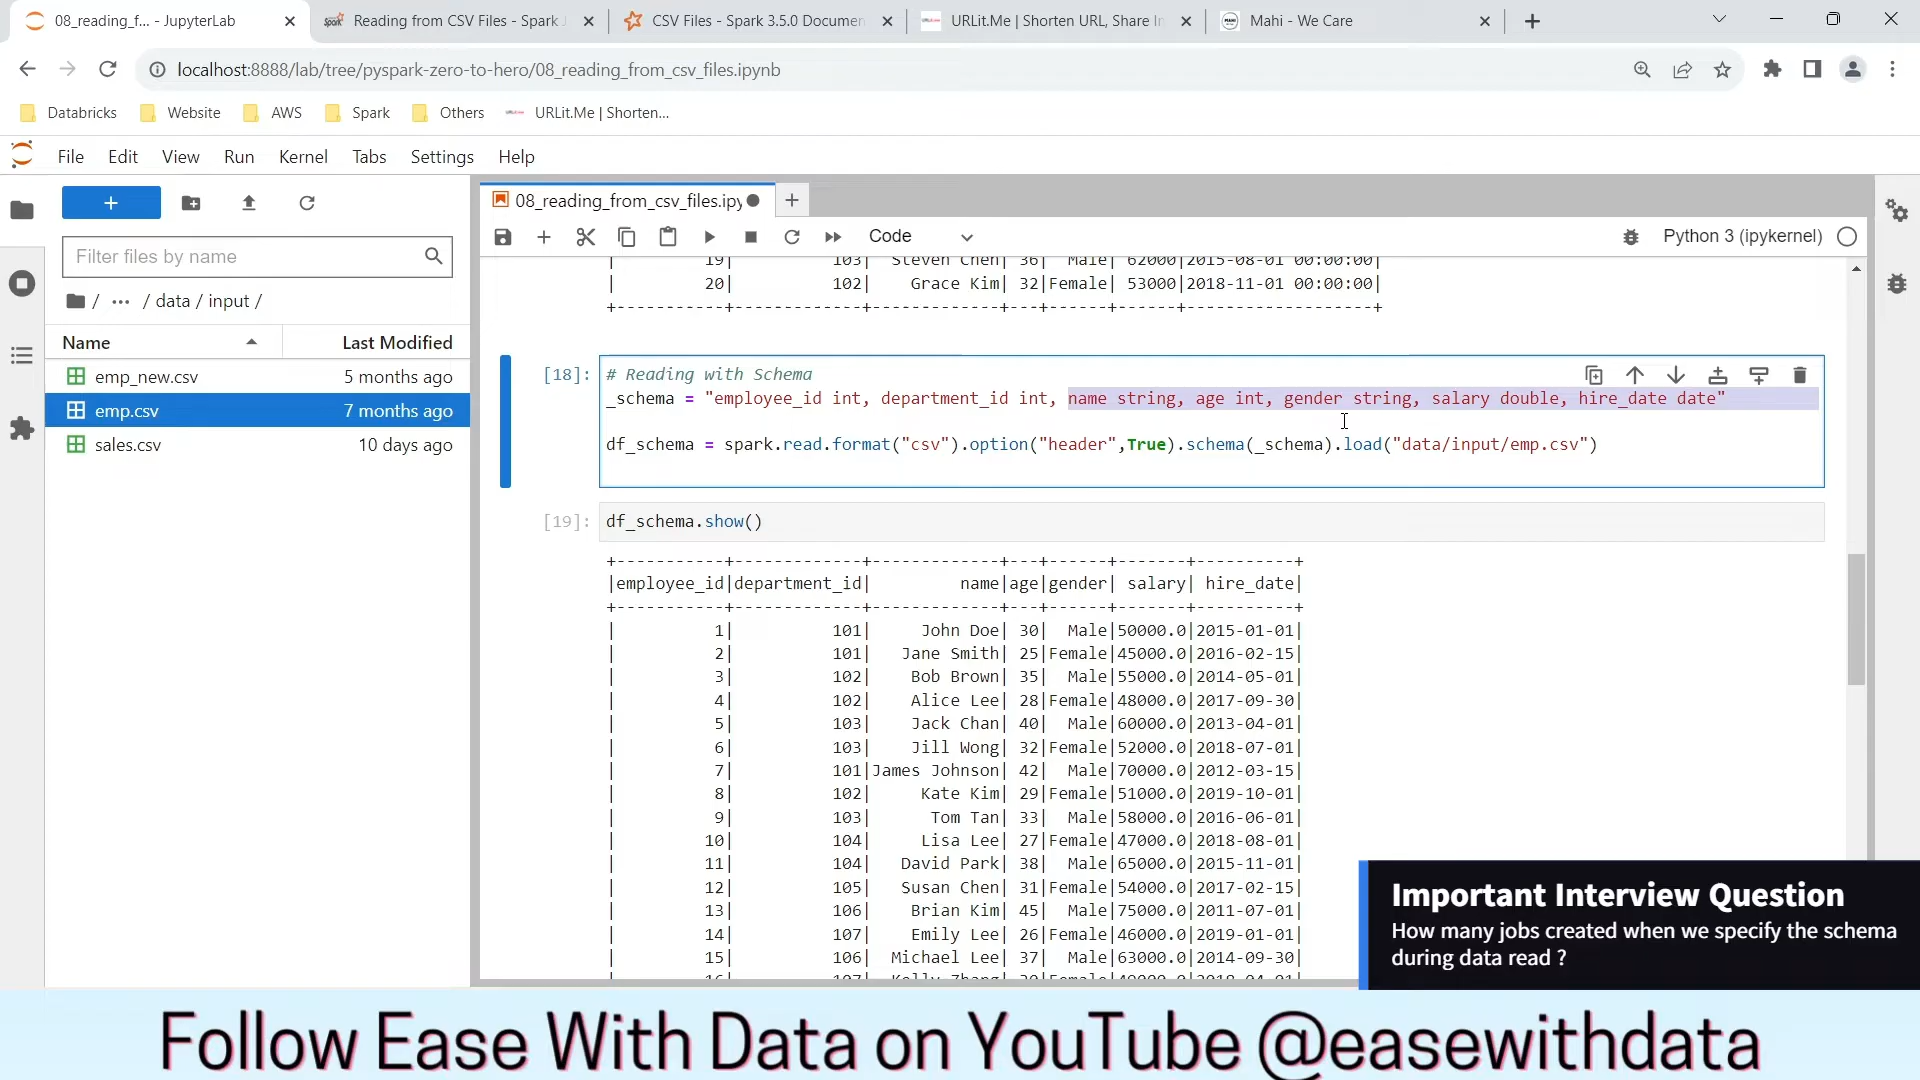 08_reading_f... - JupyterLab
Reading from CSV Files - Spark
CSV Files - Spark 3.5.0 Documen
URLit.Me | Shorten URL, Share In
Mahi - We Care
localhost:8888/lab/tree/pyspark-zero-to-hero/08_reading_from_csv_files.ipynb
Databricks
Website
AWS
Spark
Others
URLit.Me | Shorten...
File Edit View Run Kernel Tabs Settings Help
Filter files by name
/ ... / data / input /
Name
Last Modified
emp_new.csv 5 months ago
emp.csv 7 months ago
sales.csv 10 days ago
08_reading_from_csv_files.ipy
Code
Python 3 (ipykernel)
| 19| 103| Steven Chen| 36| Male| 62000|2015-08-01 00:00:00|
| 20| 102| Grace Kim| 32|Female| 53000|2018-11-01 00:00:00|
+-----------+-------------+-------------+---+------+------+-------------------+
[18]: # Reading with Schema
_schema = "employee_id int, department_id int, name string, age int, gender string, salary double, hire_date date"
df_schema = spark.read.format("csv").option("header",True).schema(_schema).load("data/input/emp.csv")
[19]: df_schema.show()
+-----------+-------------+-------------+---+------+-------+----------+
|employee_id|department_id| name|age|gender| salary| hire_date|
+-----------+-------------+-------------+---+------+-------+----------+
| 1| 101| John Doe| 30| Male|50000.0|2015-01-01|
| 2| 101| Jane Smith| 25|Female|45000.0|2016-02-15|
| 3| 102| Bob Brown| 35| Male|55000.0|2014-05-01|
| 4| 102| Alice Lee| 28|Female|48000.0|2017-09-30|
| 5| 103| Jack Chan| 40| Male|60000.0|2013-04-01|
| 6| 103| Jill Wong| 32|Female|52000.0|2018-07-01|
| 7| 101|James Johnson| 42| Male|70000.0|2012-03-15|
| 8| 102| Kate Kim| 29|Female|51000.0|2019-10-01|
| 9| 103| Tom Tan| 33| Male|58000.0|2016-06-01|
| 10| 104| Lisa Lee| 27|Female|47000.0|2018-08-01|
| 11| 104| David Park| 38| Male|65000.0|2015-11-01|
| 12| 105| Susan Chen| 31|Female|54000.0|2017-02-15|
| 13| 106| Brian Kim| 45| Male|75000.0|2011-07-01|
| 14| 107| Emily Lee| 26|Female|46000.0|2019-01-01|
| 15| 106| Michael Lee| 37| Male|63000.0|2014-09-30|
Important Interview Question
How many jobs created when we specify the schema
during data read ?
Follow Ease With Data on YouTube @easewithdata